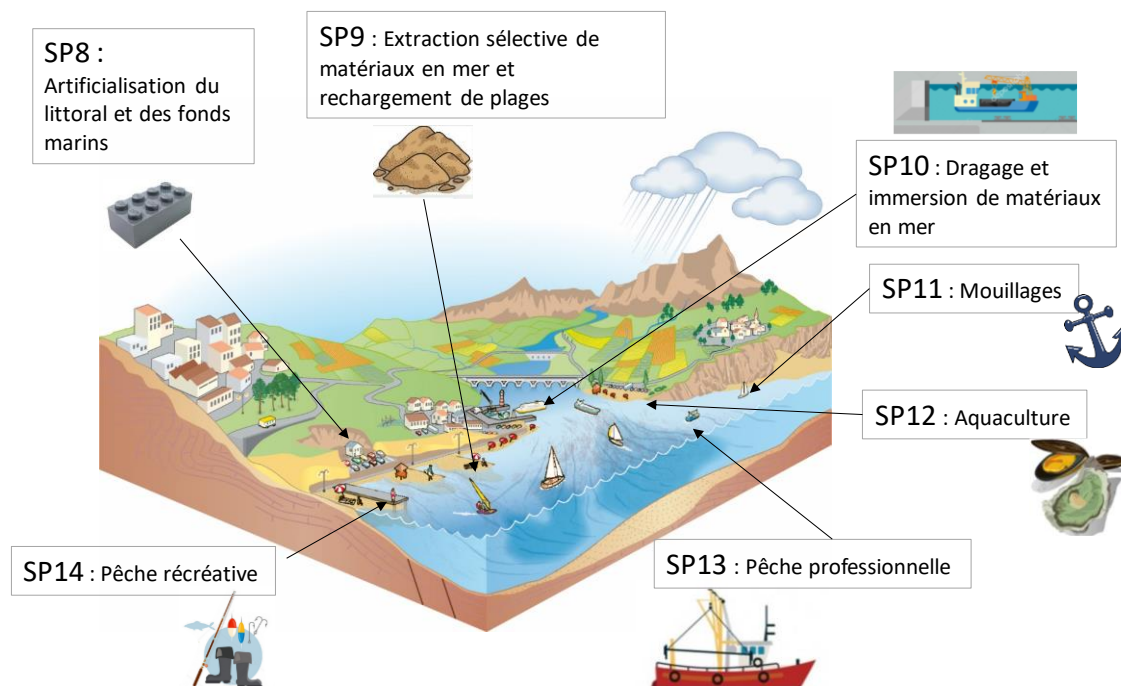 SP8 :
Artificialisation du
littoral et des fonds
marins
SP9 : Extraction sélective de
matériaux en mer et
rechargement de plages
SP10 : Dragage et
immersion de matériaux
en mer
SP11 : Mouillages
SP12 : Aquaculture
SP13 : Pêche professionnelle
SP14 : Pêche récréative